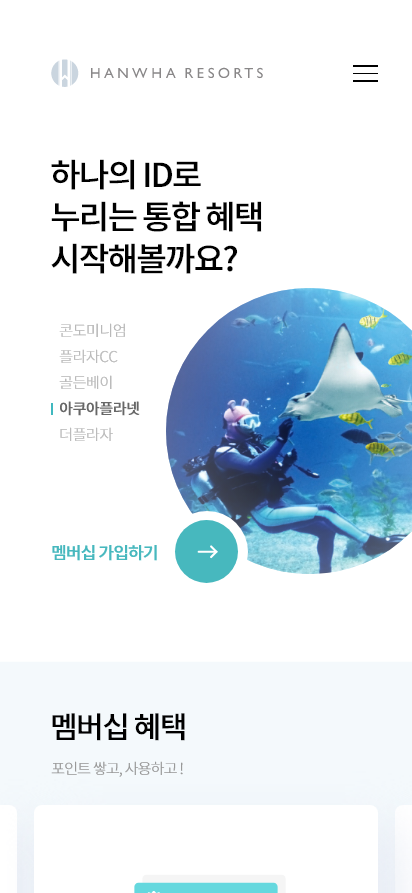 HANWHA RESORTS
하나의 ID로
누리는 통합 혜택
시작해볼까요?
콘도미니엄
플라자CC
골든베이
아쿠아플라넷
더플라자
멤버십 가입하기
멤버십 혜택
포인트 쌓고, 사용하고 !